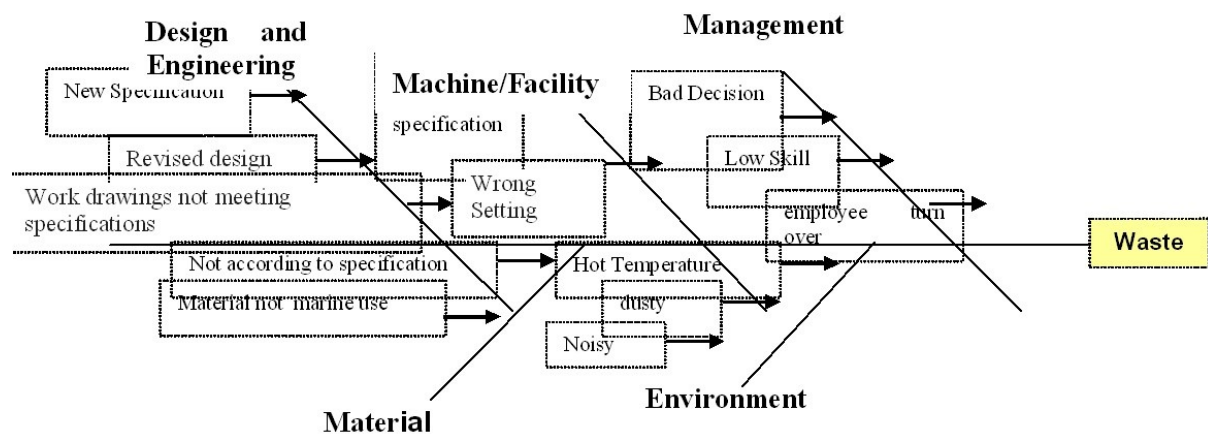 Design and
Engineering
New Specification
Revised design
Work drawings not meeting
specifications
Machine/Facility
specification
Wrong
Setting
Management
Bad Decision
Low Skill
employee turn
over
Waste
Not according to specification
Material not marine use
Material
Hot Temperature
dusty
Noisy
Environment